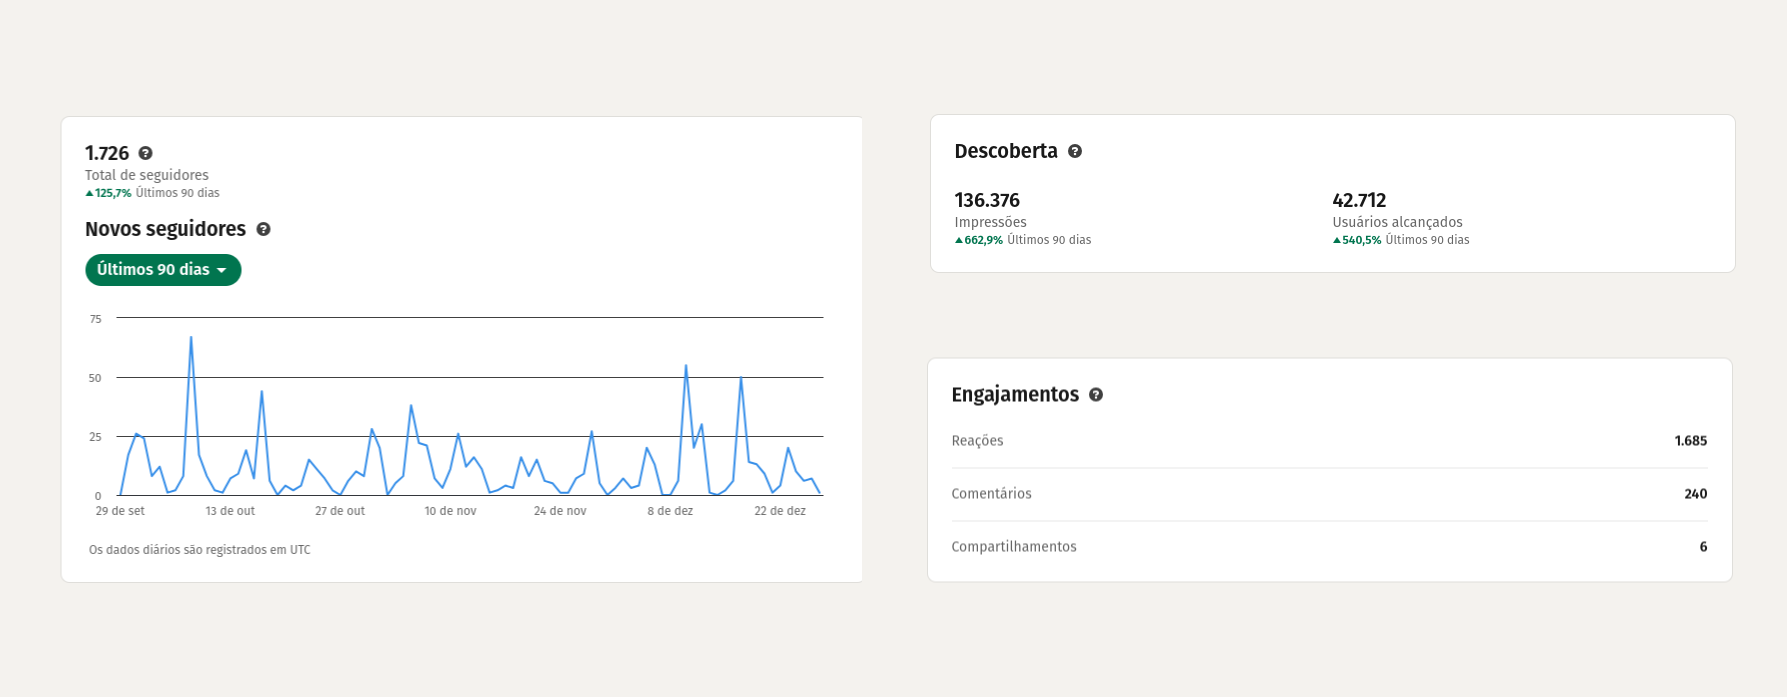 1.726
Total de seguidores
125,7% Últimos 90 dias
Novos seguidores
Últimos 90 dias
75
50
25
0
29 de set 13 de out 27 de out 10 de nov 24 de nov 8 de dez 22 de dez
Os dados diários são registrados em UTC
Descoberta
136.376 42.712
Impressões Usuários alcançados
662,9% Últimos 90 dias 540,5% Últimos 90 dias
Engajamentos
Reações 1.685
Comentários 240
Compartilhamentos 6